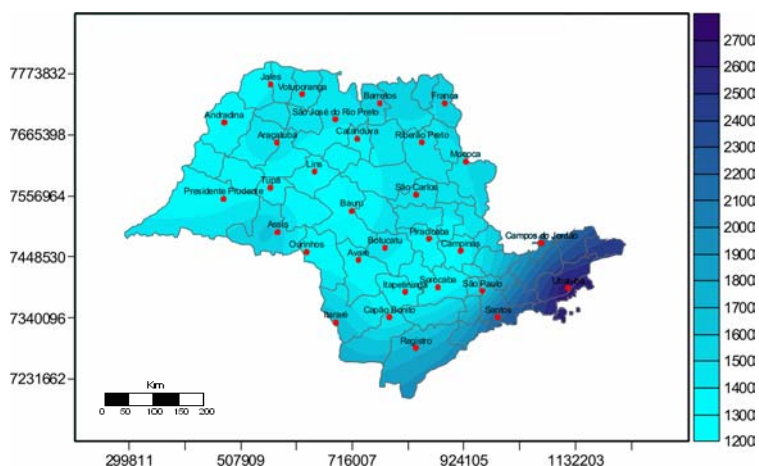 2700
7773832
Jales
2600
Votuporanga
2500
Barretos
Franca
São José do Rio Preto
2400
Andradina
7665398
2300
Araçatuba
Catanduva
Riberão Preto
2200
Mococa
2100
Lins
Tupã
São Carlos
2000
Presidente Prudente
7556964
Bauru
1900
Assis
Piracicaba
Campos do Jordão
1800
Ourinhos
Botucatu
Campinas
7448530
Avaré
1700
Itapetininga
Sorocaba
São Paulo
Ubatuba
1600
Itararé
Capão Bonito
Santos
7340096
1500
Registro
1400
7231662
Km
1300
0 50 100 150 200
1200
299811 507909 716007 924105 1132203